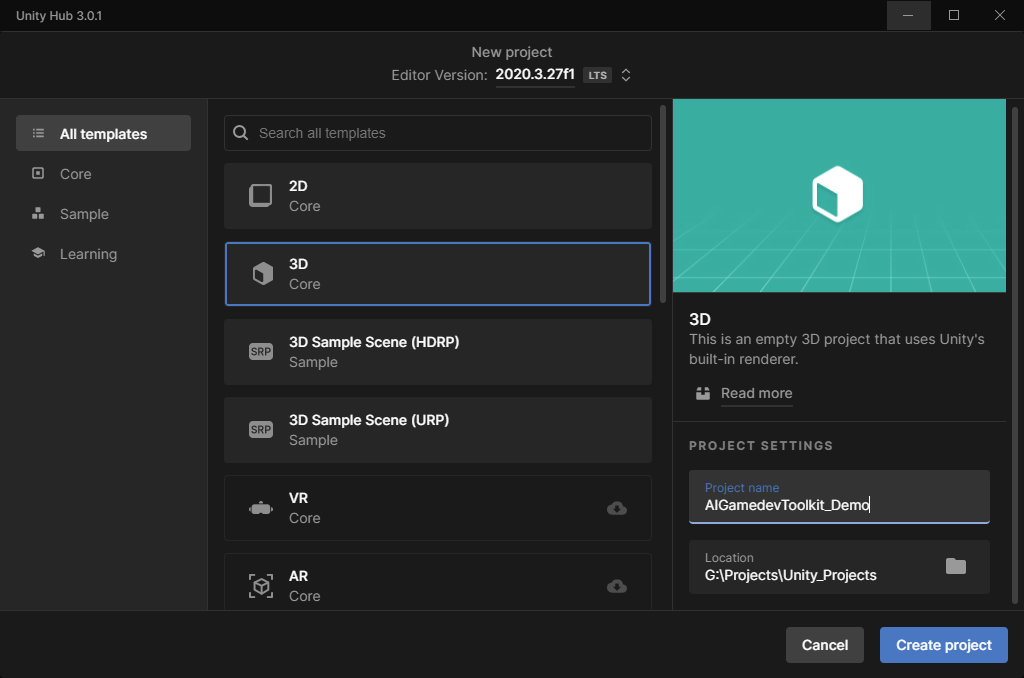 Unity Hub 3.0.1
New project
Editor Version: 2020.3.27f1 LTS
All templates
Core
Sample
Learning
Search all templates
2D
Core
3D
Core
SRP
3D Sample Scene (HDRP)
Sample
SRP
3D Sample Scene (URP)
Sample
VR
Core
AR
Core
3D
This is an empty 3D project that uses Unity's
built-in renderer.
Read more
PROJECT SETTINGS
Project name
AIGamedevToolkit_Demo
Location
G:\Projects\Unity_Projects
Cancel
Create project